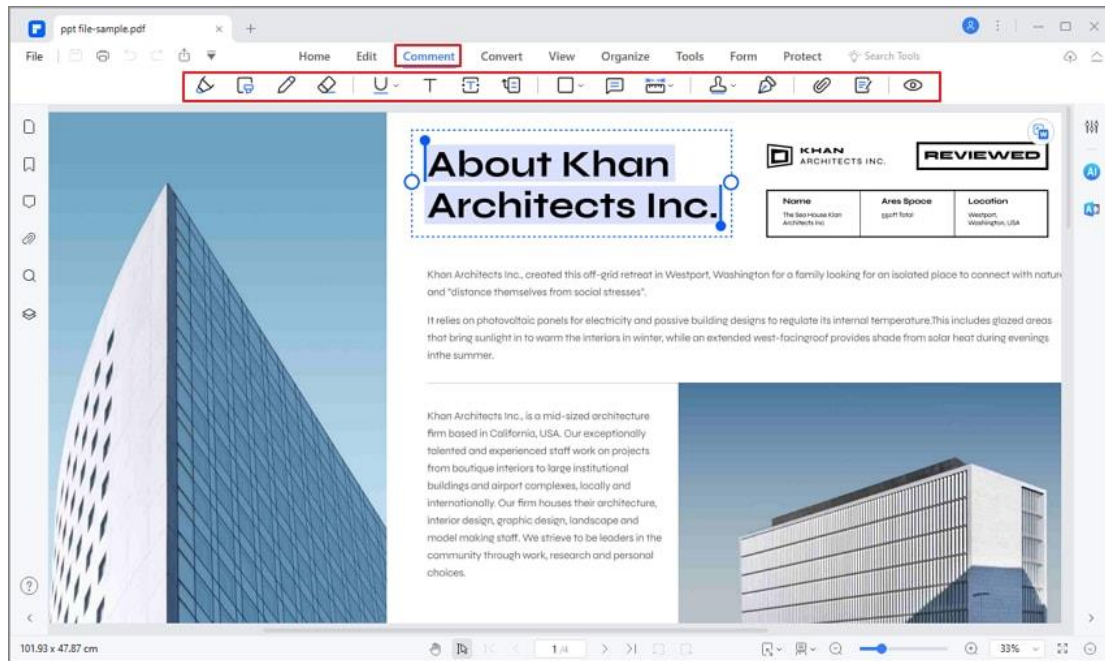 ppt file-sample.pdf
File Home Edit Comment Convert View Organize Tools Form Protect Search Tools
About Khan
Architects Inc.
KHAN
ARCHITECTS INC.
REVIEWED
Name Ares Space Location
The Sea House Klan Architects Inc 550ft Total Westport, Washington, USA
Khan Architects Inc., created this off-grid retreat in Westport, Washington for a family looking for an isolated place to connect with nature
and "distance themselves from social stresses".
It relies on photovoltaic panels for electricity and passive building designs to regulate its internal temperature.This includes glazed areas
that bring sunlight in to warm the interiors in winter, while an extended west-facingroof provides shade from solar heat during evenings
inthe summer.
Khan Architects Inc., is a mid-sized architecture
firm based in California, USA. Our exceptionally
talented and experienced staff work on projects
from boutique interiors to large institutional
buildings and airport complexes, locally and
internationally. Our firm houses their architecture,
interior design, graphic design, landscape and
model making staff. We strieve to be leaders in the
community through work, research and personal
choices.
101.93 x 47.87 cm 1 /4 33%